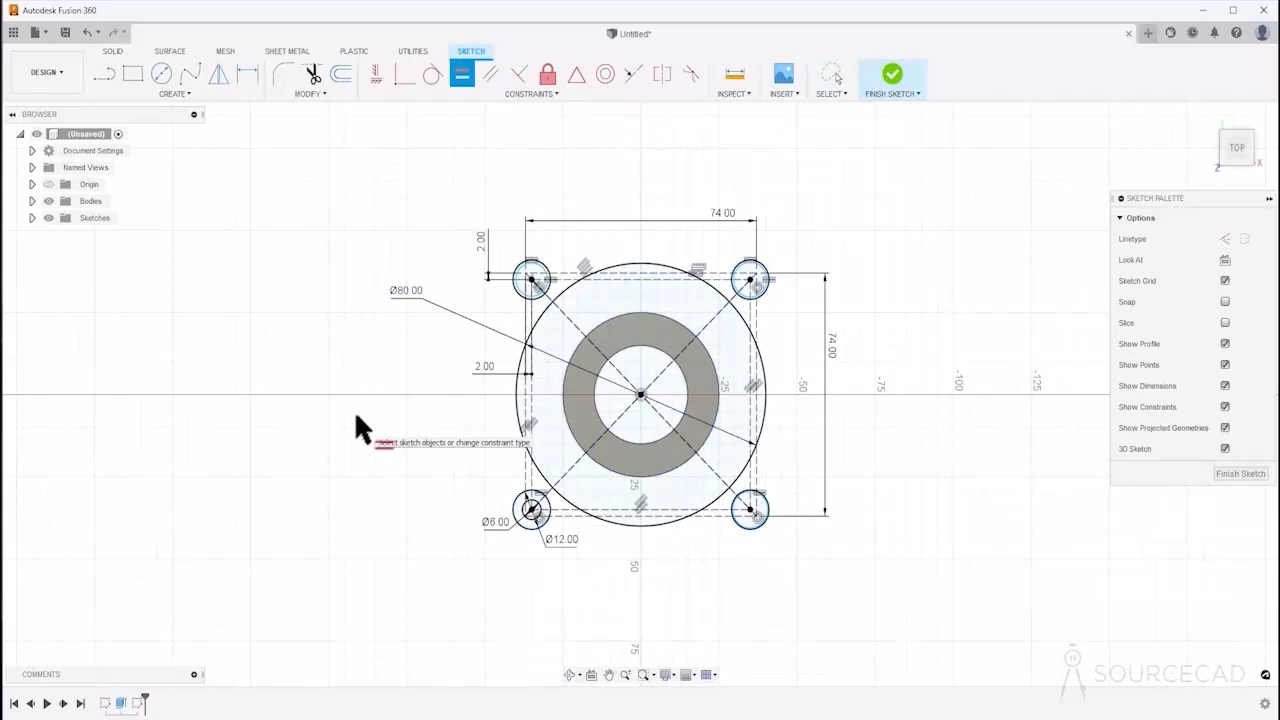 Autodesk Fusion 360
Untitled*
DESIGN
SOLID
SURFACE
MESH
SHEET METAL
PLASTIC
UTILITIES
SKETCH
CREATE
MODIFY
CONSTRAINTS
INSPECT
INSERT
SELECT
FINISH SKETCH
BROWSER
(Unsaved)
Document Settings
Named Views
Origin
Bodies
Sketches
TOP
X
Z
SKETCH PALETTE
Options
Linetype
Look At
Sketch Grid
Snap
Slice
Show Profile
Show Points
Show Dimensions
Show Constraints
Show Projected Geometries
3D Sketch
Finish Sketch
74.00
2.00
Ø80.00
74.00
2.00
-25
-50
-75
-100
-125
Select sketch objects or change constraint type
25
Ø6.00
Ø12.00
50
75
COMMENTS
SOURCECAD